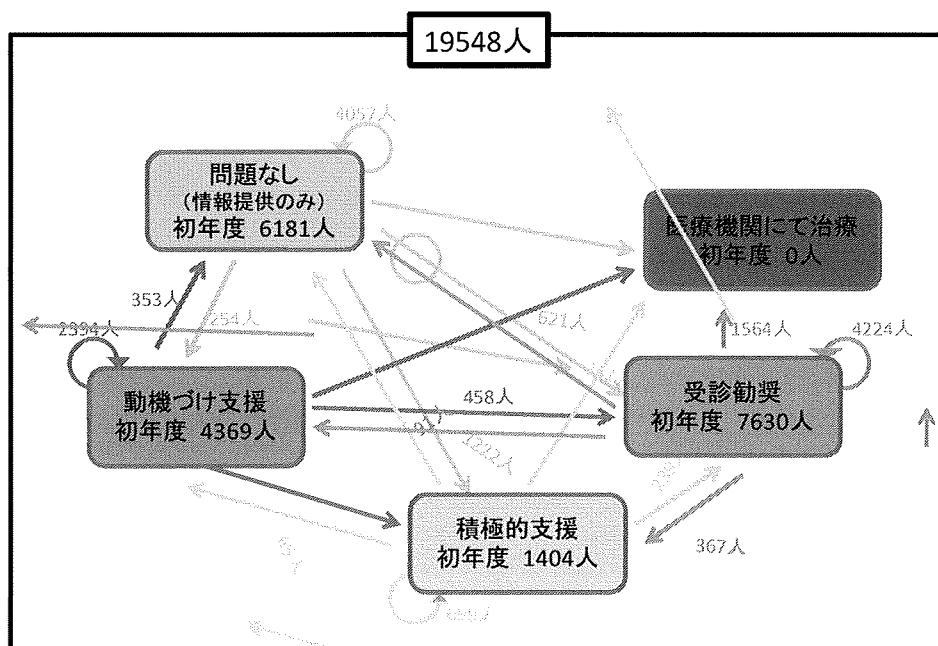 19548人
4057人
問題なし
(情報提供のみ)
初年度 6181人
医療機関にて治療
初年度 0人
353人
254人
621人
1564人
4224人
動機づけ支援
初年度 4369人
458人
受診勧奨
初年度 7630人
1222人
積極的支援
初年度 1404人
367人